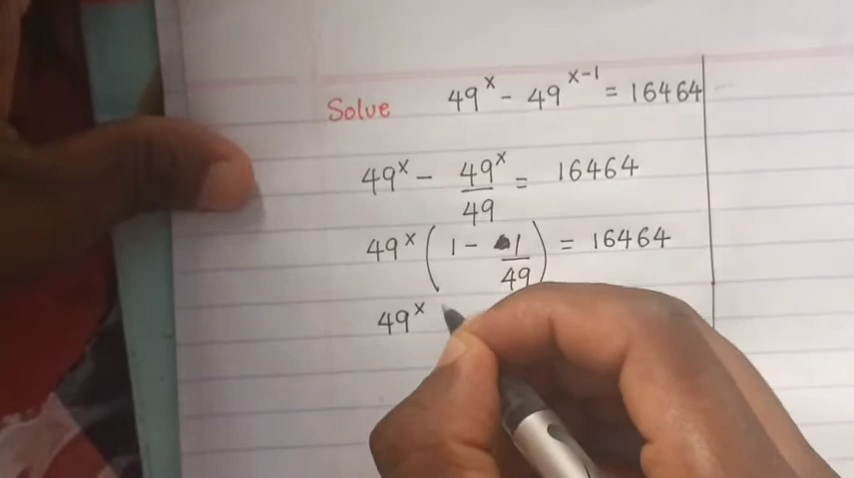 Solve 49^x - 49^(x-1) = 16464
49^x - 49^x/49 = 16464
49^x (1 - 1/49) = 16464
49^x